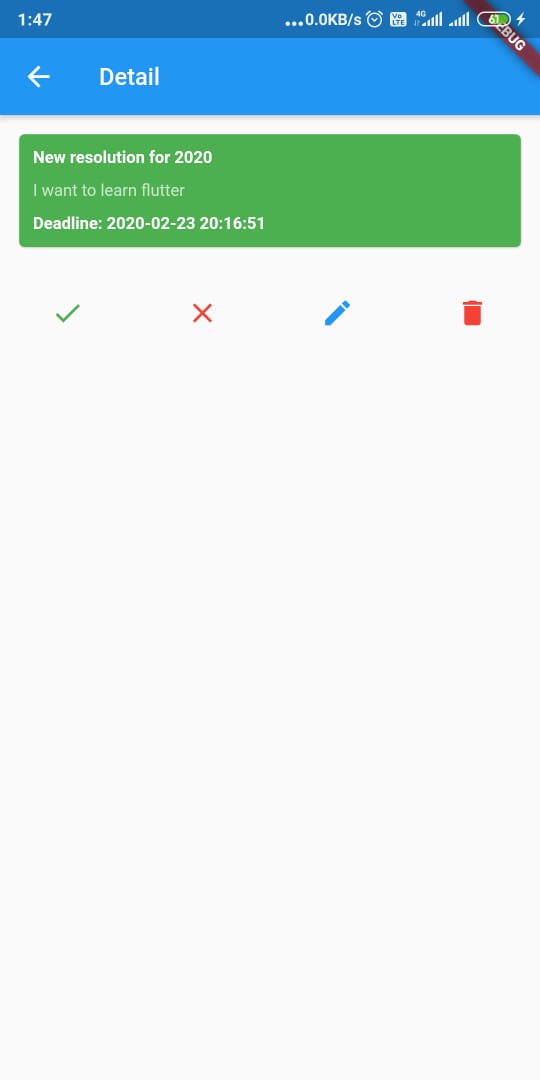 1:47
...0.0KB/s Vo LTE 4G 61
DEBUG
Detail
New resolution for 2020
I want to learn flutter
Deadline: 2020-02-23 20:16:51